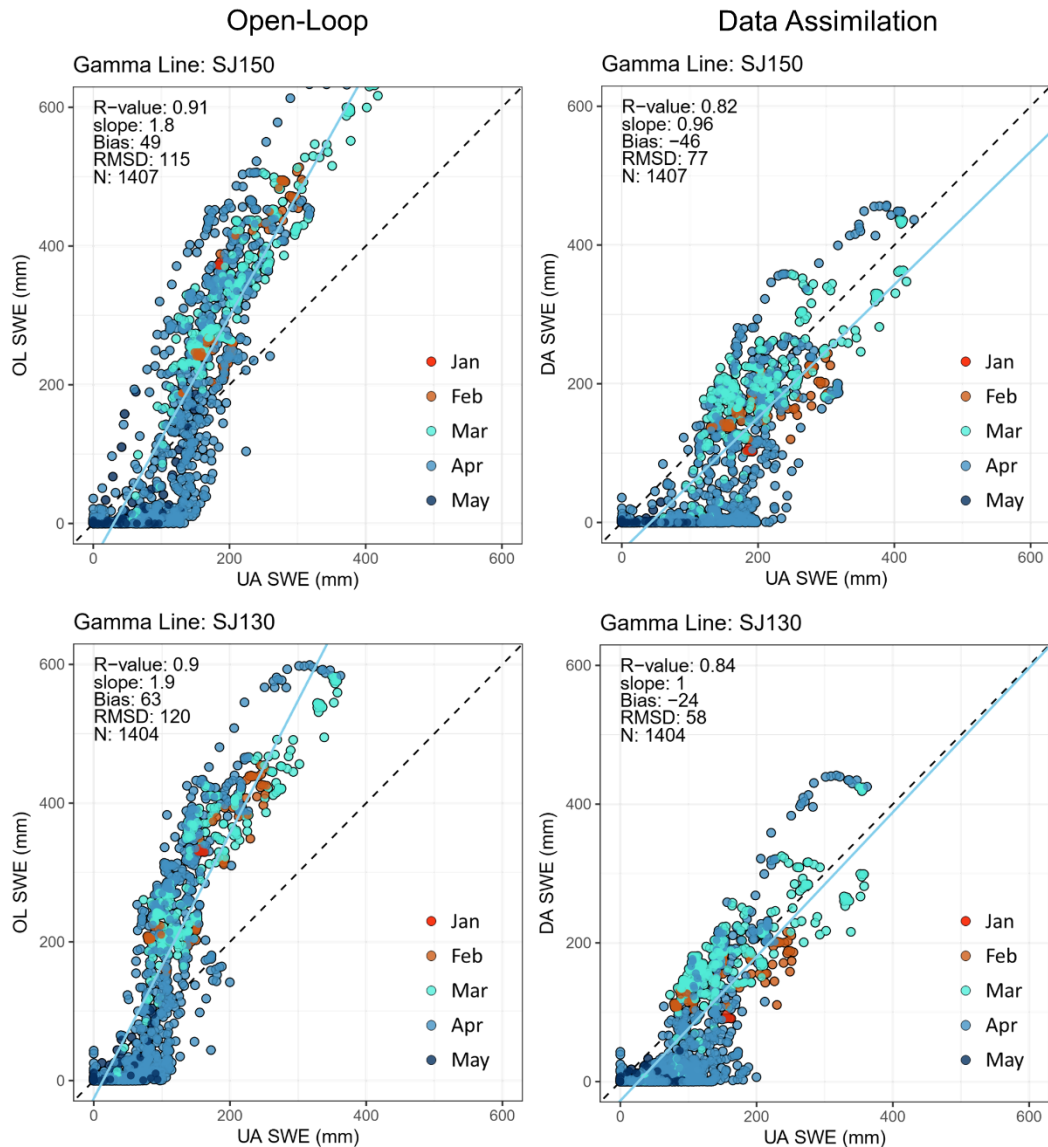 Open-Loop
Data Assimilation
Gamma Line: SJ150
R−value: 0.91
slope: 1.8
Bias: 49
RMSD: 115
N: 1407
600
400
200
0
OL SWE (mm)
Jan
Feb
Mar
Apr
May
0 200 400 600
UA SWE (mm)
Gamma Line: SJ150
R−value: 0.82
slope: 0.96
Bias: −46
RMSD: 77
N: 1407
600
400
200
0
DA SWE (mm)
Jan
Feb
Mar
Apr
May
0 200 400 600
UA SWE (mm)
Gamma Line: SJ130
R−value: 0.9
slope: 1.9
Bias: 63
RMSD: 120
N: 1404
600
400
200
0
OL SWE (mm)
Jan
Feb
Mar
Apr
May
0 200 400 600
UA SWE (mm)
Gamma Line: SJ130
R−value: 0.84
slope: 1
Bias: −24
RMSD: 58
N: 1404
600
400
200
0
DA SWE (mm)
Jan
Feb
Mar
Apr
May
0 200 400 600
UA SWE (mm)